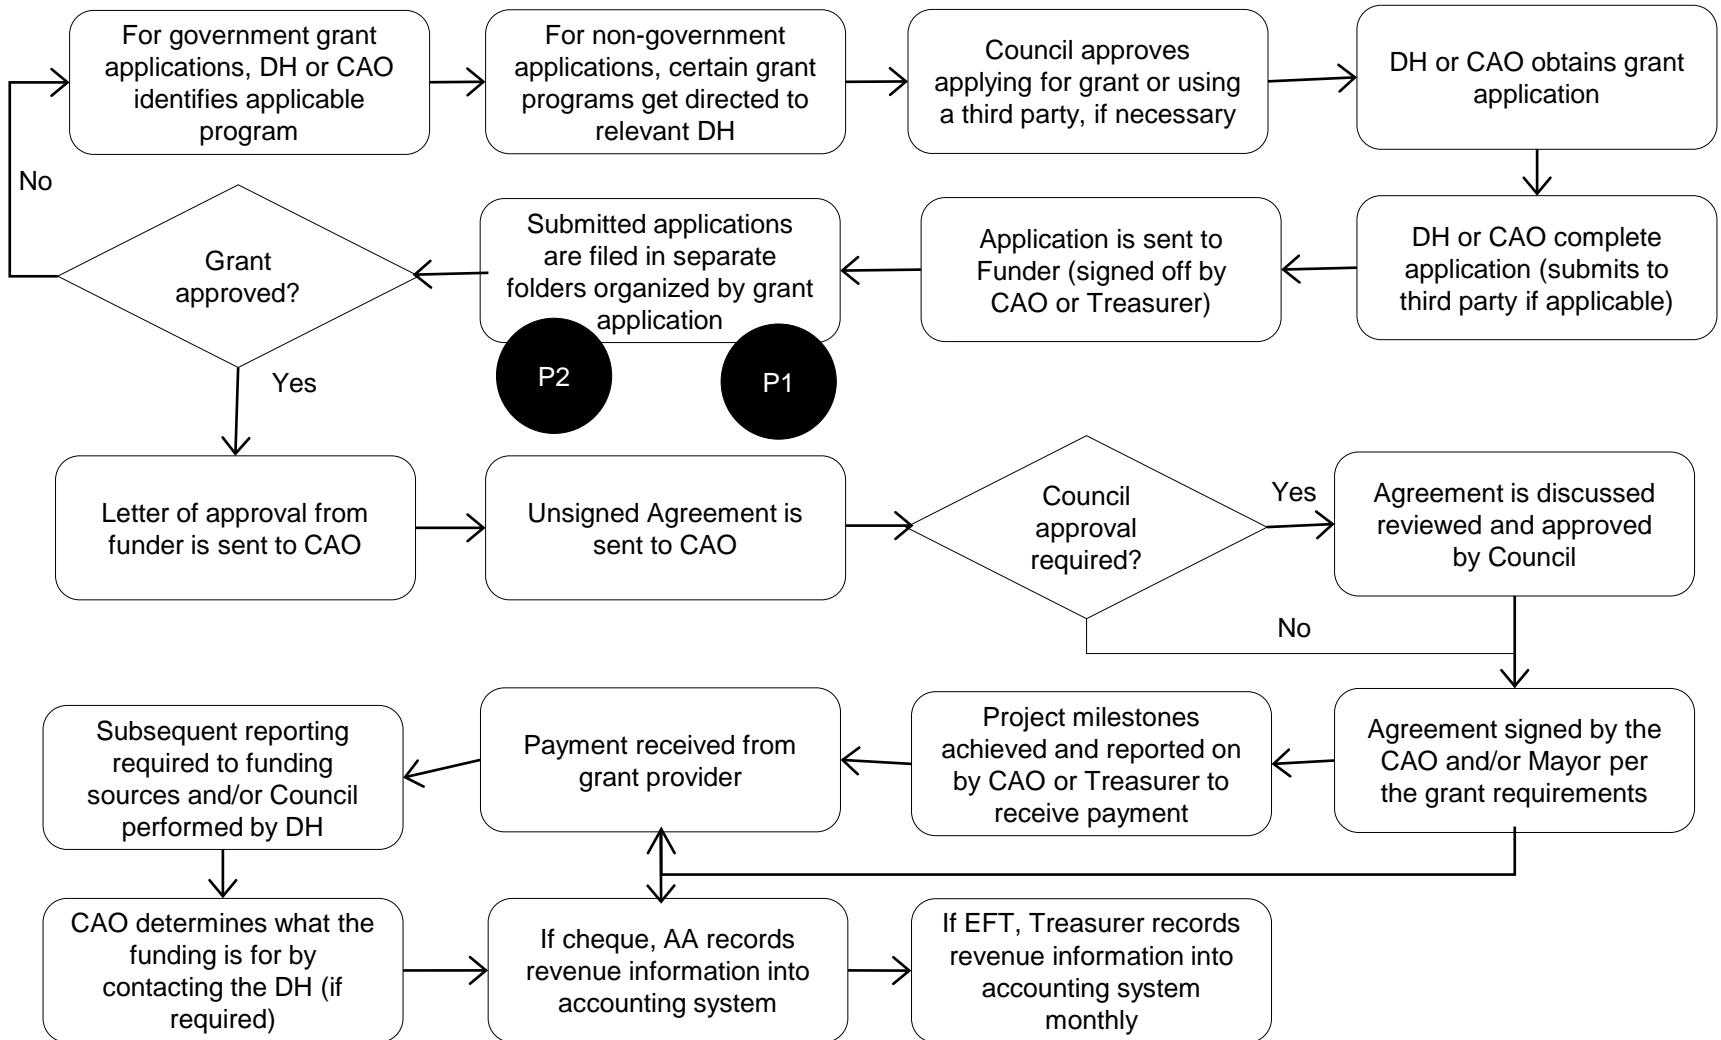 For government grant
applications, DH or CAO
identifies applicable
program
For non-government
applications, certain grant
programs get directed to
relevant DH
Council approves
applying for grant or using
a third party, if necessary
DH or CAO obtains grant
application
No
Grant
approved?
Submitted applications
are filed in separate
folders organized by grant
application
Application is sent to
Funder (signed off by
CAO or Treasurer)
DH or CAO complete
application (submits to
third party if applicable)
P2
P1
Yes
Letter of approval from
funder is sent to CAO
Unsigned Agreement is
sent to CAO
Council
approval
required?
Yes
Agreement is discussed
reviewed and approved
by Council
No
Subsequent reporting
required to funding
sources and/or Council
performed by DH
Payment received from
grant provider
Project milestones
achieved and reported on
by CAO or Treasurer to
receive payment
Agreement signed by the
CAO and/or Mayor per
the grant requirements
CAO determines what the
funding is for by
contacting the DH (if
required)
If cheque, AA records
revenue information into
accounting system
If EFT, Treasurer records
revenue information into
accounting system
monthly